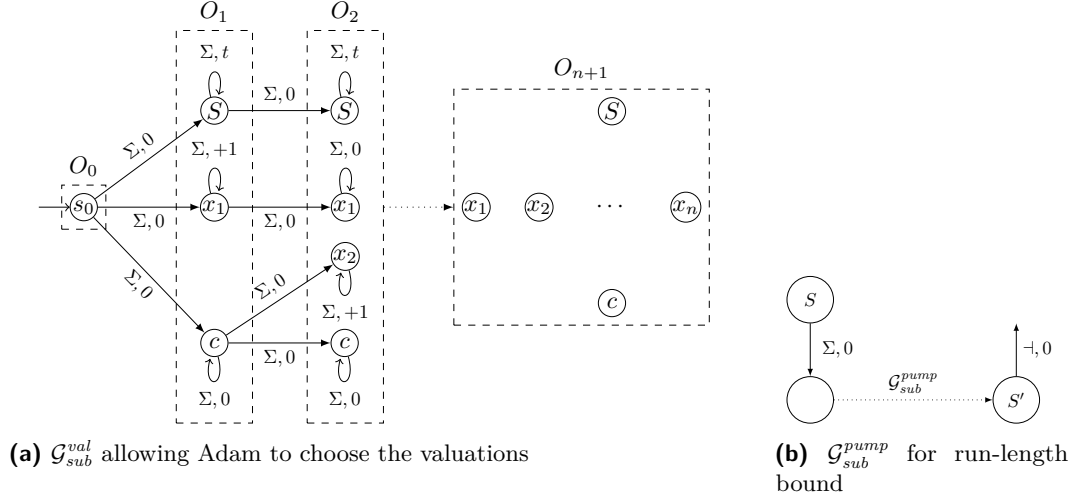 O₁ O₂
Σ, t Σ, t O_{n+1}
S Σ, 0 S S
Σ, 0 Σ, +1 Σ, 0
O₀
s₀ Σ, 0 x₁ Σ, 0 x₁ x₁ x₂ ⋯ x_n
Σ, 0 Σ, 0 x₂ S
Σ, +1 c
c Σ, 0 c Σ, 0 ⊣, 0
Σ, 0 Σ, 0 𝒢_{sub}^{pump} S′
(a) 𝒢_{sub}^{val} allowing Adam to choose the valuations
(b) 𝒢_{sub}^{pump} for run-length
bound